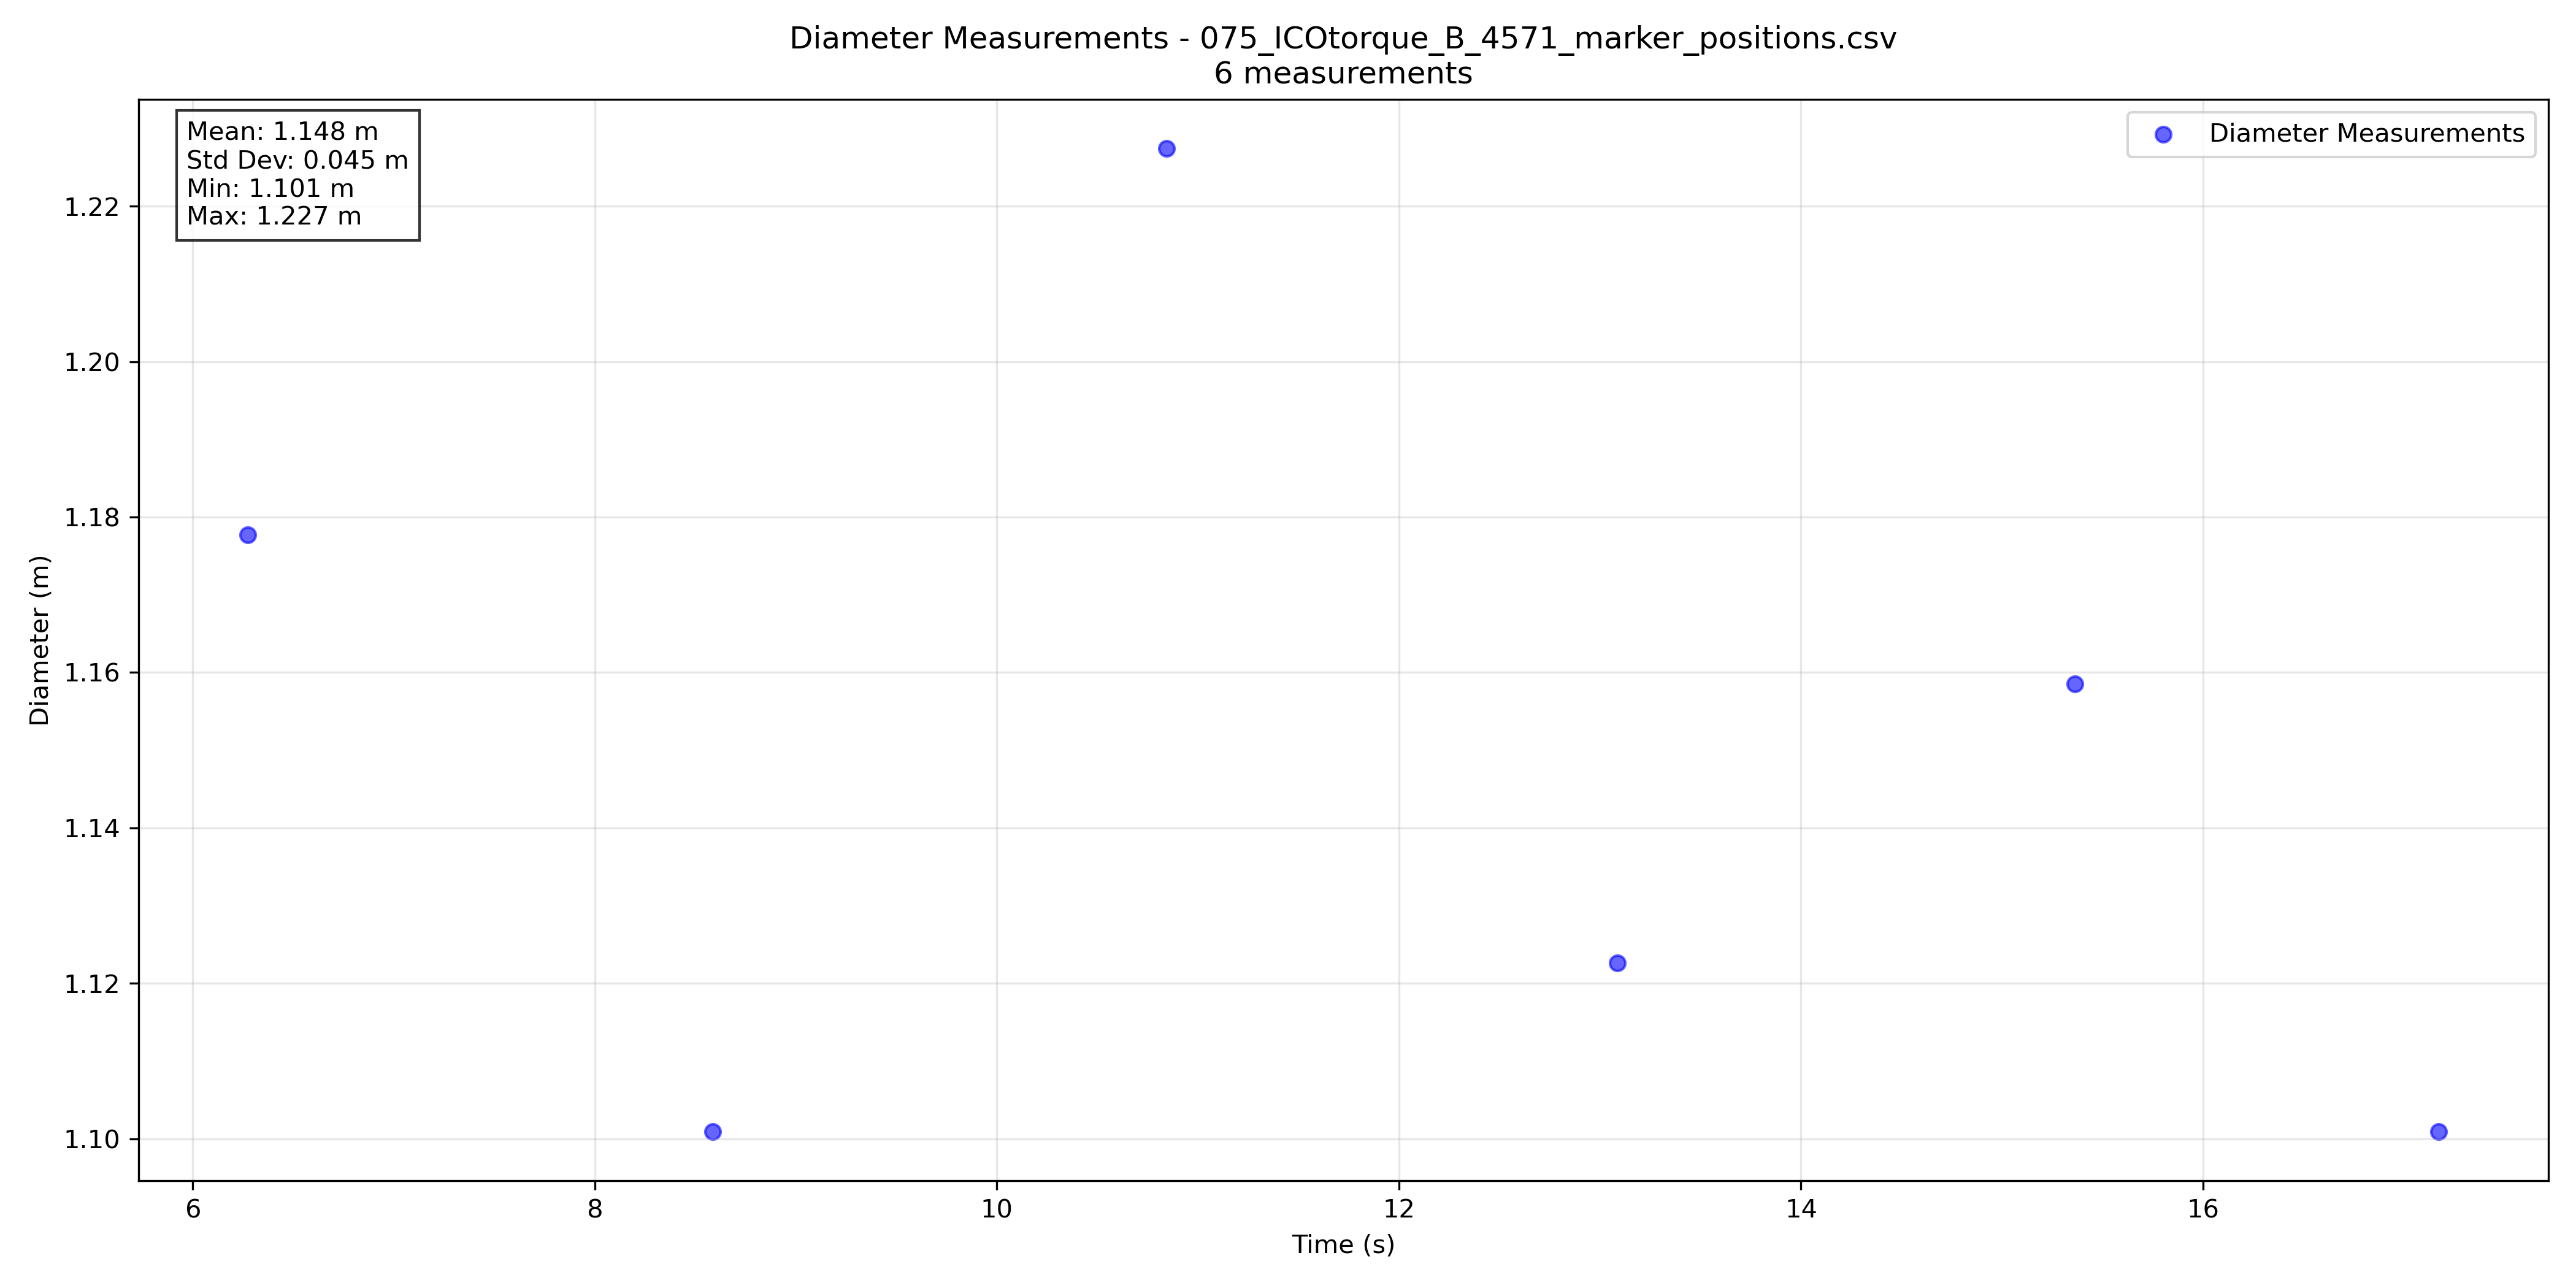 Diameter Measurements - 075_ICOtorque_B_4571_marker_positions.csv
6 measurements
Mean: 1.148 m
Std Dev: 0.045 m
Min: 1.101 m
Max: 1.227 m
Diameter Measurements
1.22
1.20
1.18
1.16
1.14
1.12
1.10
Diameter (m)
6 8 10 12 14 16
Time (s)